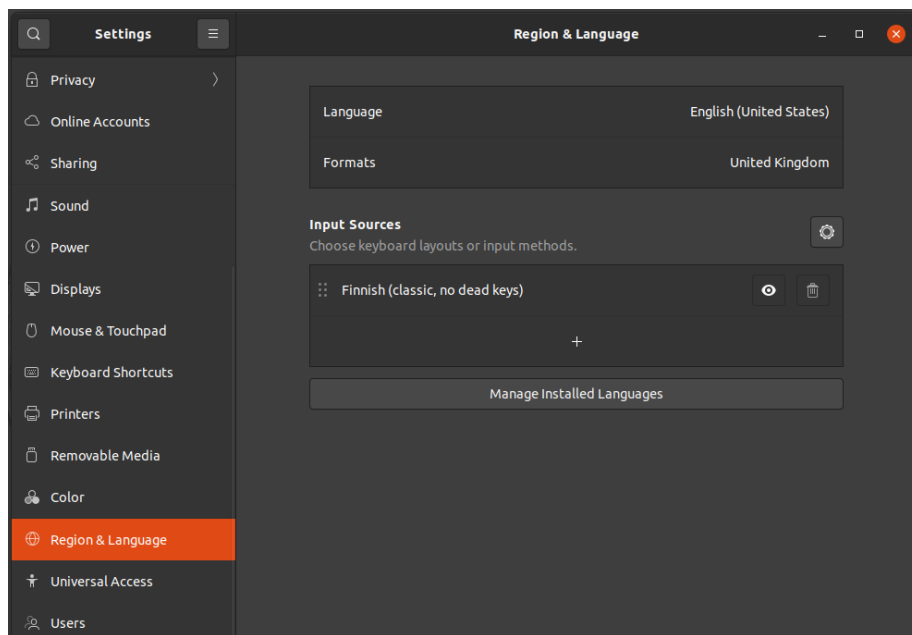 Settings
Region & Language
Privacy
Online Accounts
Sharing
Sound
Power
Displays
Mouse & Touchpad
Keyboard Shortcuts
Printers
Removable Media
Color
Region & Language
Universal Access
Users
Language English (United States)
Formats United Kingdom
Input Sources
Choose keyboard layouts or input methods.
Finnish (classic, no dead keys)
+
Manage Installed Languages